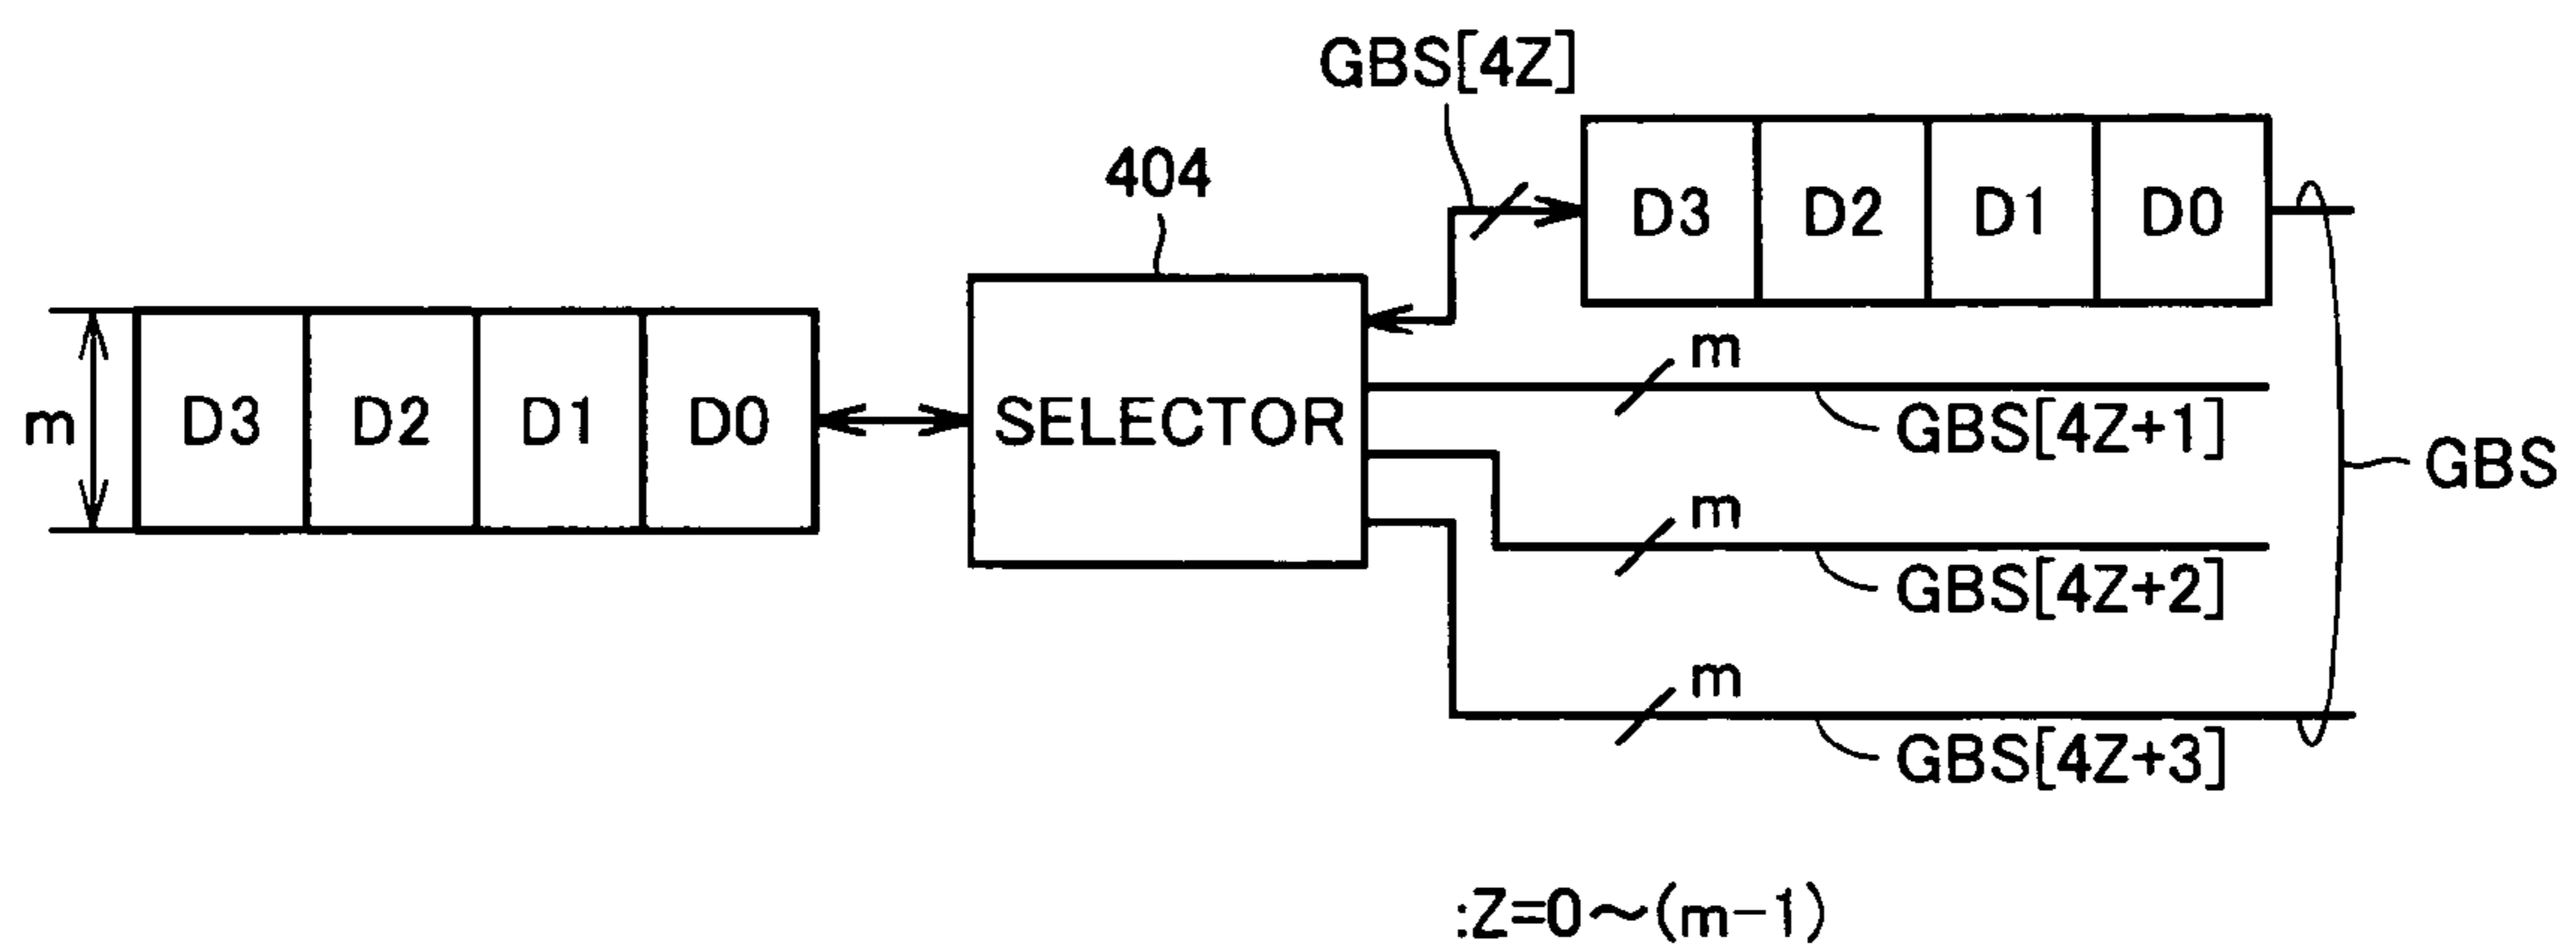 GBS[4Z]
404
D3 D2 D1 D0
m
m D3 D2 D1 D0
SELECTOR
GBS[4Z+1]
GBS
m
GBS[4Z+2]
m
GBS[4Z+3]
:Z=0～(m-1)